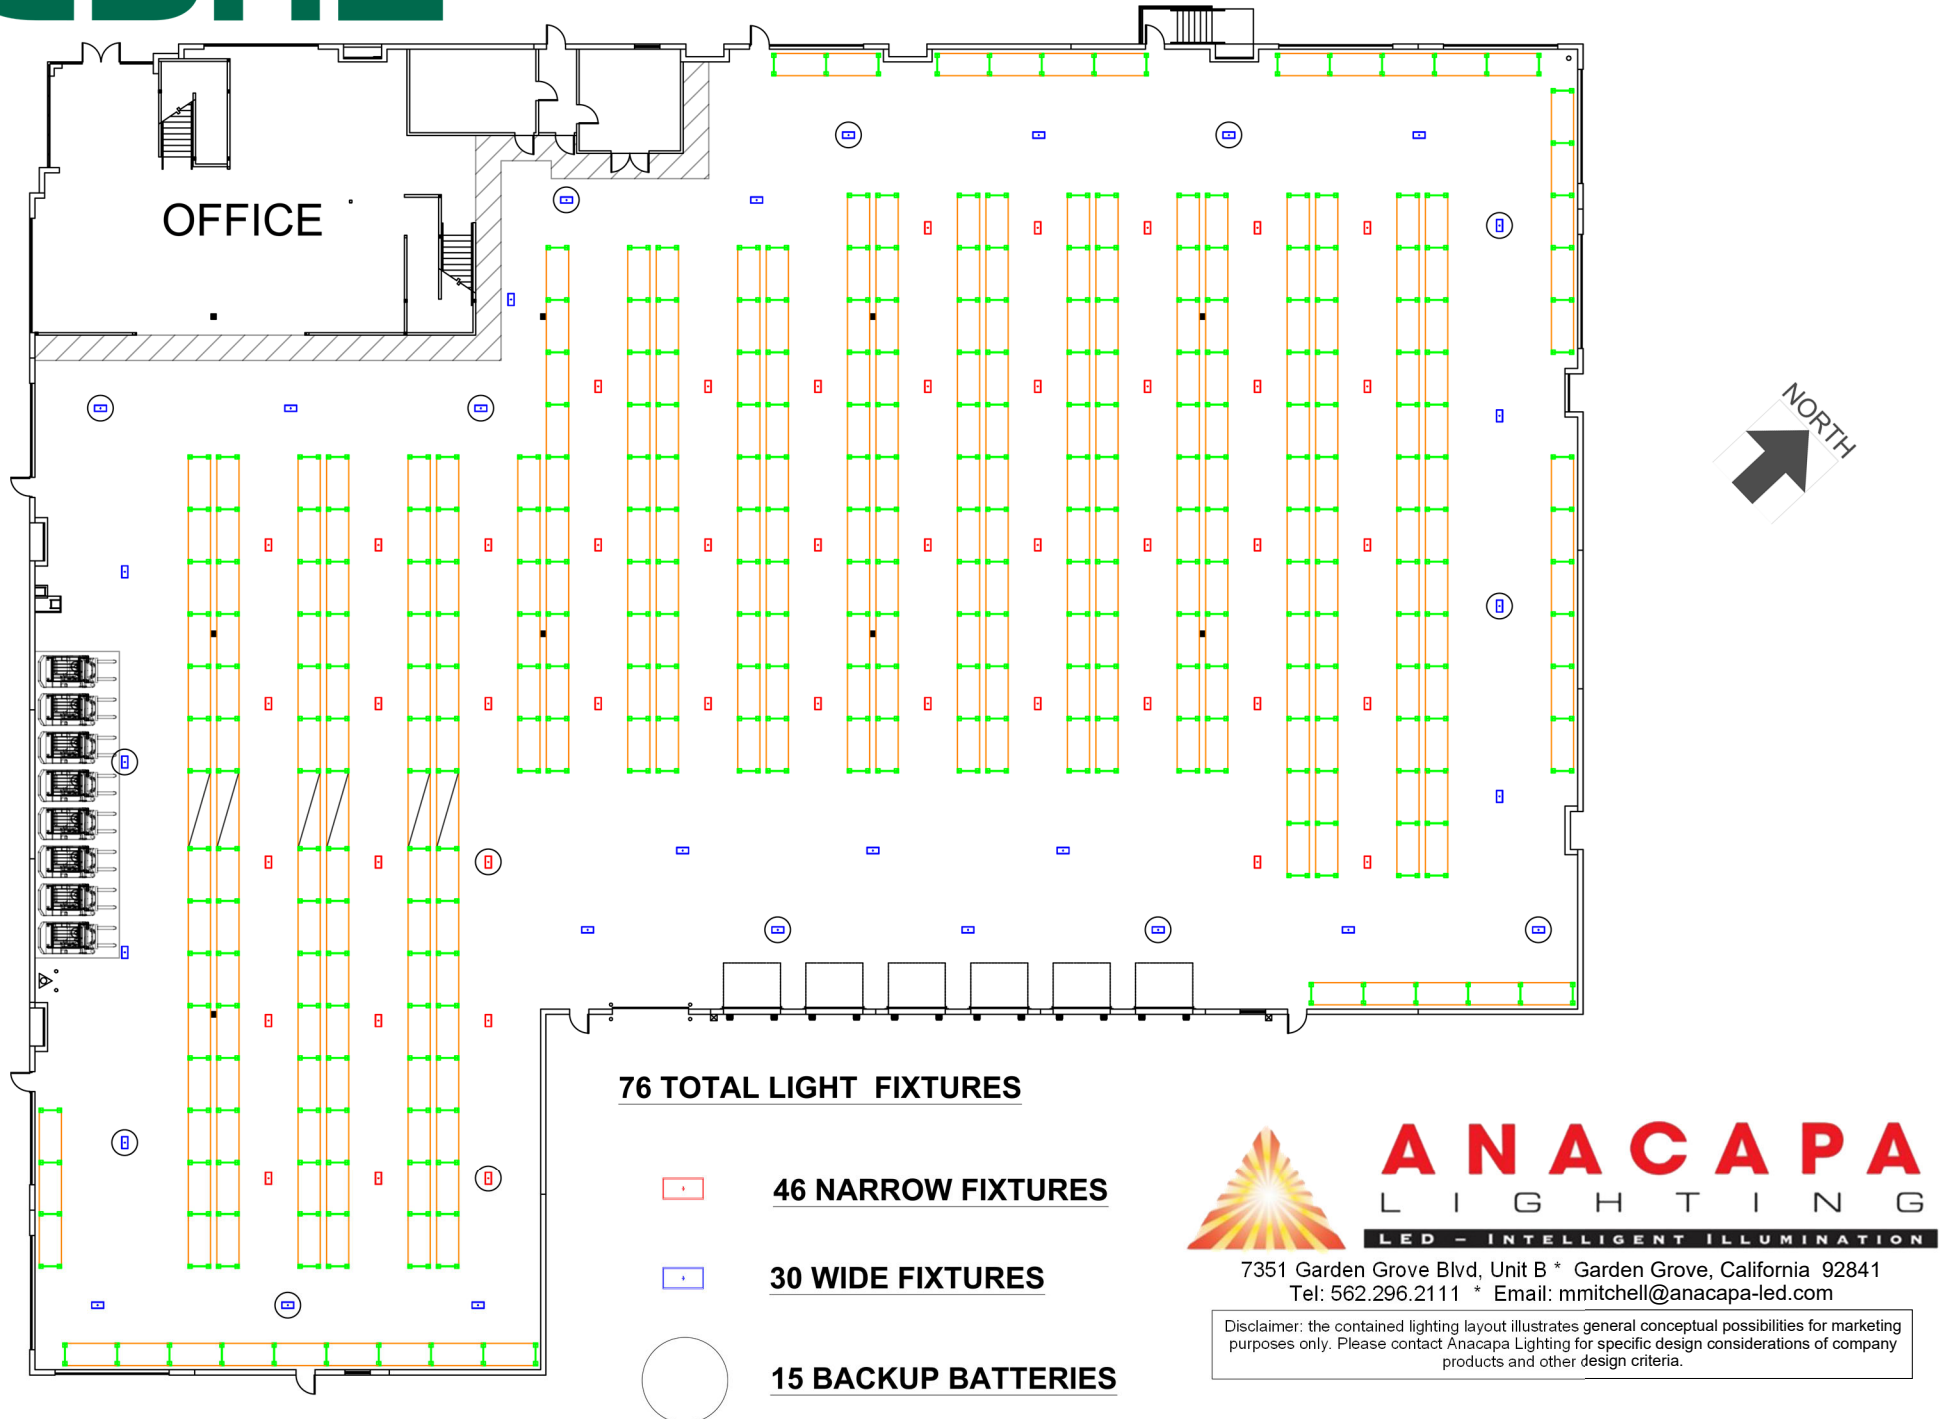 OFFICE
NORTH
76 TOTAL LIGHT FIXTURES
46 NARROW FIXTURES
30 WIDE FIXTURES
15 BACKUP BATTERIES
ANACAPA
LIGHTING
LED - INTELLIGENT ILLUMINATION
7351 Garden Grove Blvd, Unit B * Garden Grove, California 92841
Tel: 562.296.2111 * Email: mmitchell@anacapa-led.com
Disclaimer: the contained lighting layout illustrates general conceptual possibilities for marketing
purposes only. Please contact Anacapa Lighting for specific design considerations of company
products and other design criteria.